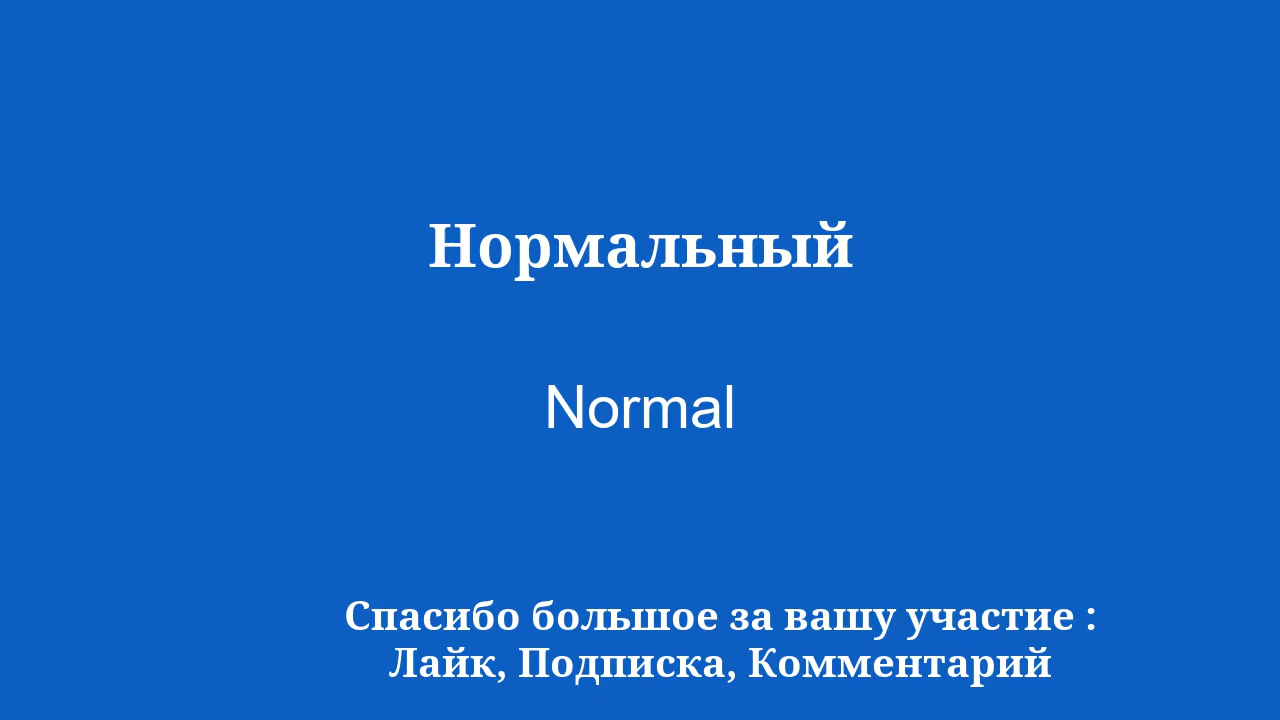 Нормальный
Normal
Спасибо большое за вашу участие :
Лайк, Подписка, Комментарий